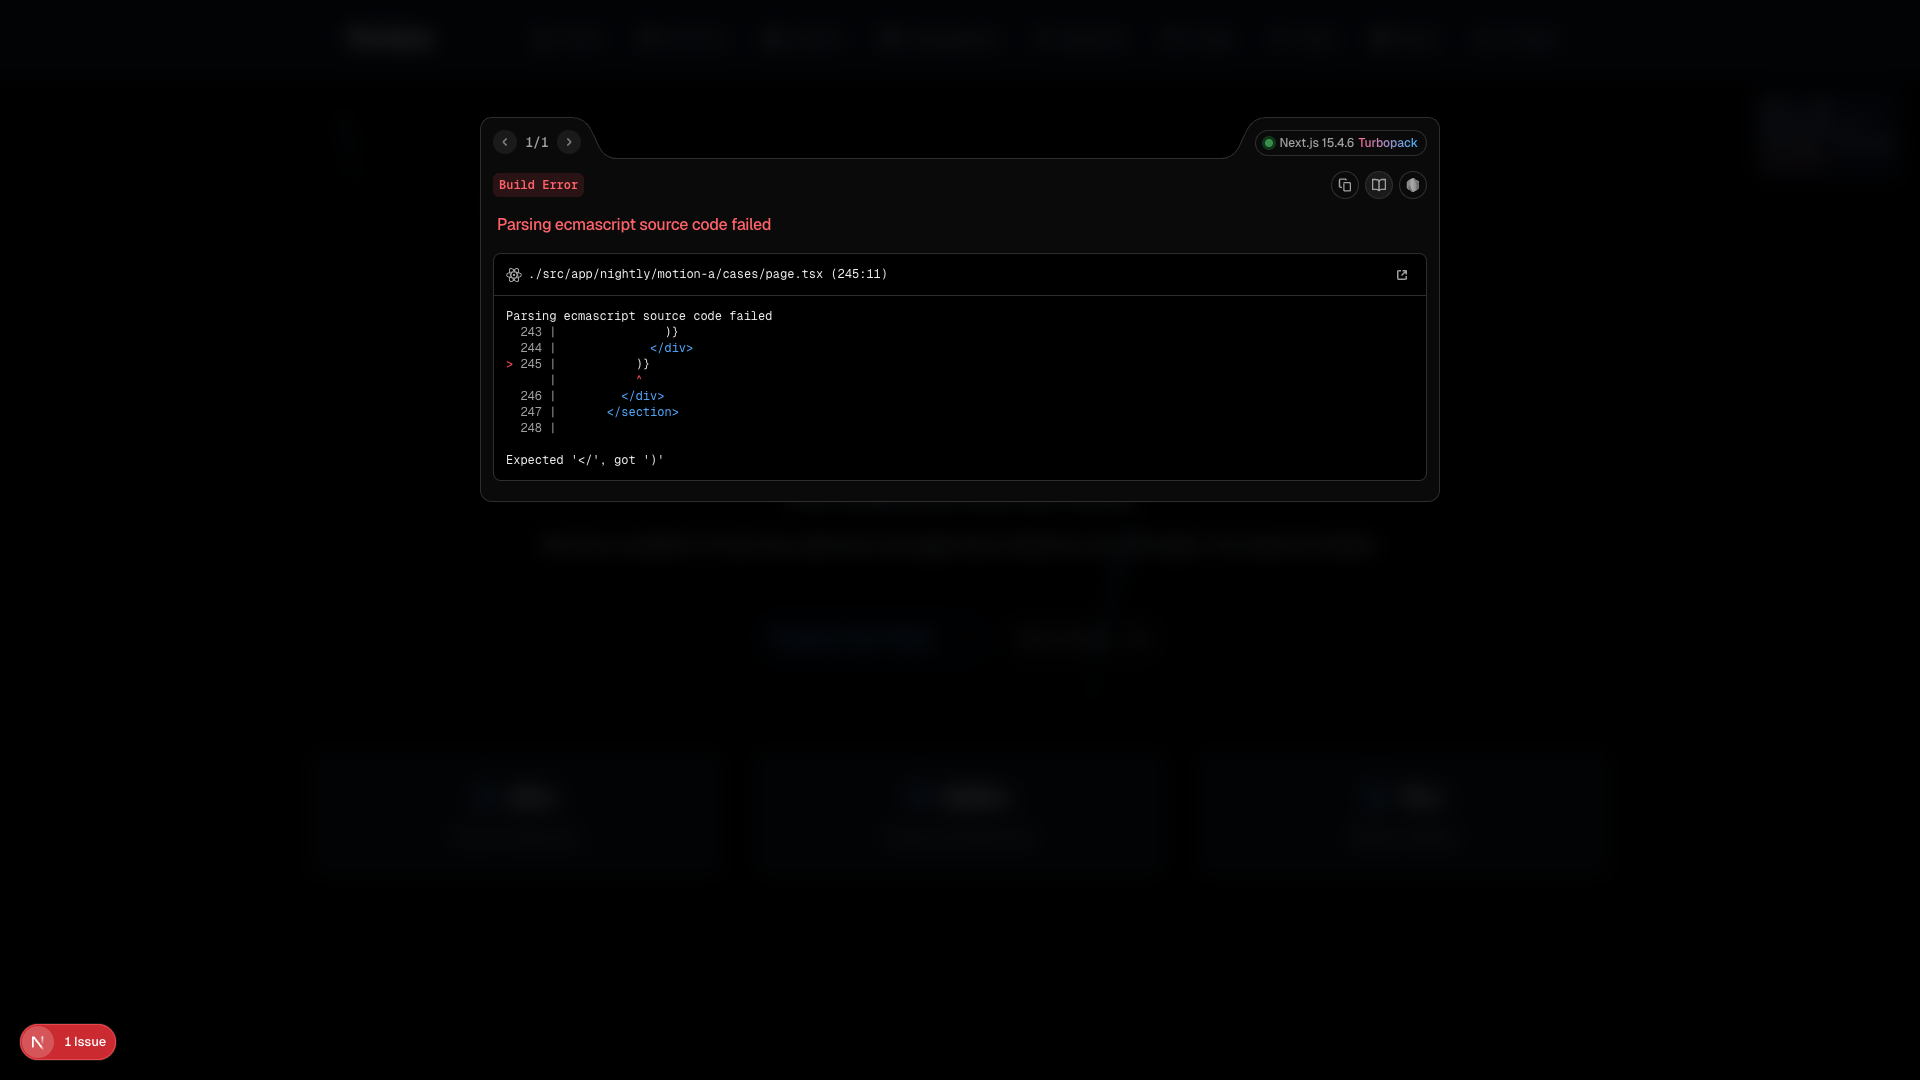 1/1
Next.js 15.4.6 Turbopack
Build Error
Parsing ecmascript source code failed
./src/app/nightly/motion-a/cases/page.tsx (245:11)
Parsing ecmascript source code failed
243 | )}
244 | </div>
> 245 | )}
| ^
246 | </div>
247 | </section>
248 |
Expected '</', got ')'
N 1 Issue